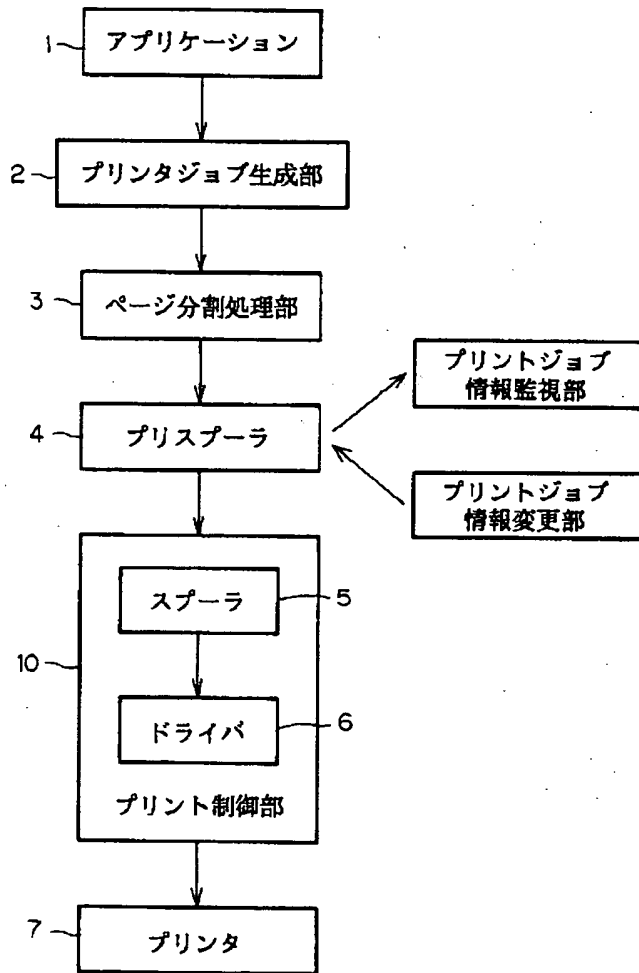 1
アプリケーション
2
プリンタジョブ生成部
3
ページ分割処理部
4
プリスプーラ
プリントジョブ
情報監視部
プリントジョブ
情報変更部
10
スプーラ
5
ドライバ
6
プリント制御部
7
プリンタ